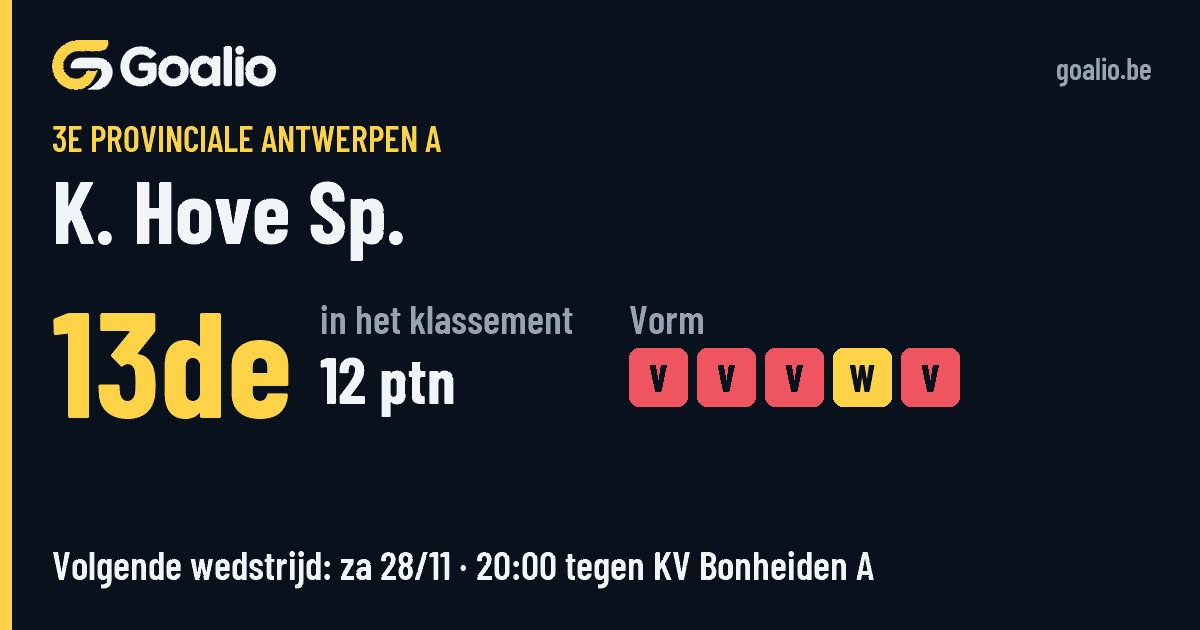 Goalio
goalio.be
3E PROVINCIALE ANTWERPEN A
K. Hove Sp.
13de
in het klassement
12 ptn
Vorm
V V V W V
Volgende wedstrijd: za 28/11 · 20:00 tegen KV Bonheiden A